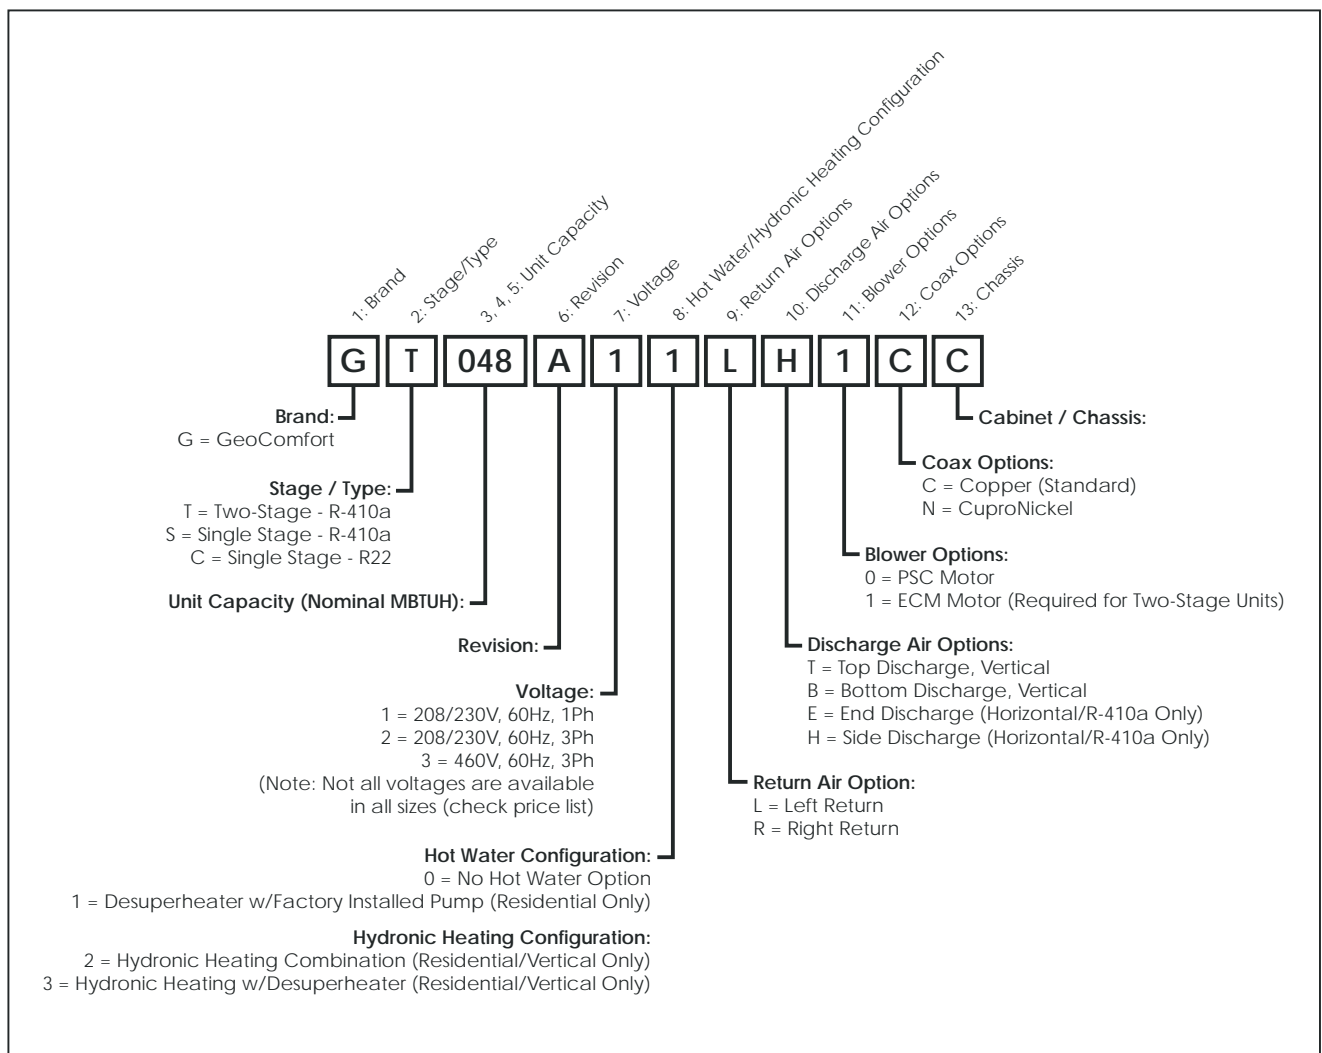 1: Brand
2: Stage/Type
3, 4, 5: Unit Capacity
6: Revision
7: Voltage
8: Hot Water/Hydronic Heating Configuration
9: Return Air Options
10: Discharge Air Options
11: Blower Options
12: Coax Options
13: Chassis
G T 048 A 1 1 L H 1 C C
Brand:
G = GeoComfort
Stage / Type:
T = Two-Stage - R-410a
S = Single Stage - R-410a
C = Single Stage - R22
Unit Capacity (Nominal MBTUH):
Revision:
Voltage:
1 = 208/230V, 60Hz, 1Ph
2 = 208/230V, 60Hz, 3Ph
3 = 460V, 60Hz, 3Ph
(Note: Not all voltages are available
in all sizes (check price list)
Hot Water Configuration:
0 = No Hot Water Option
1 = Desuperheater w/Factory Installed Pump (Residential Only)
Hydronic Heating Configuration:
2 = Hydronic Heating Combination (Residential/Vertical Only)
3 = Hydronic Heating w/Desuperheater (Residential/Vertical Only)
Cabinet / Chassis:
Coax Options:
C = Copper (Standard)
N = CuproNickel
Blower Options:
0 = PSC Motor
1 = ECM Motor (Required for Two-Stage Units)
Discharge Air Options:
T = Top Discharge, Vertical
B = Bottom Discharge, Vertical
E = End Discharge (Horizontal/R-410a Only)
H = Side Discharge (Horizontal/R-410a Only)
Return Air Option:
L = Left Return
R = Right Return